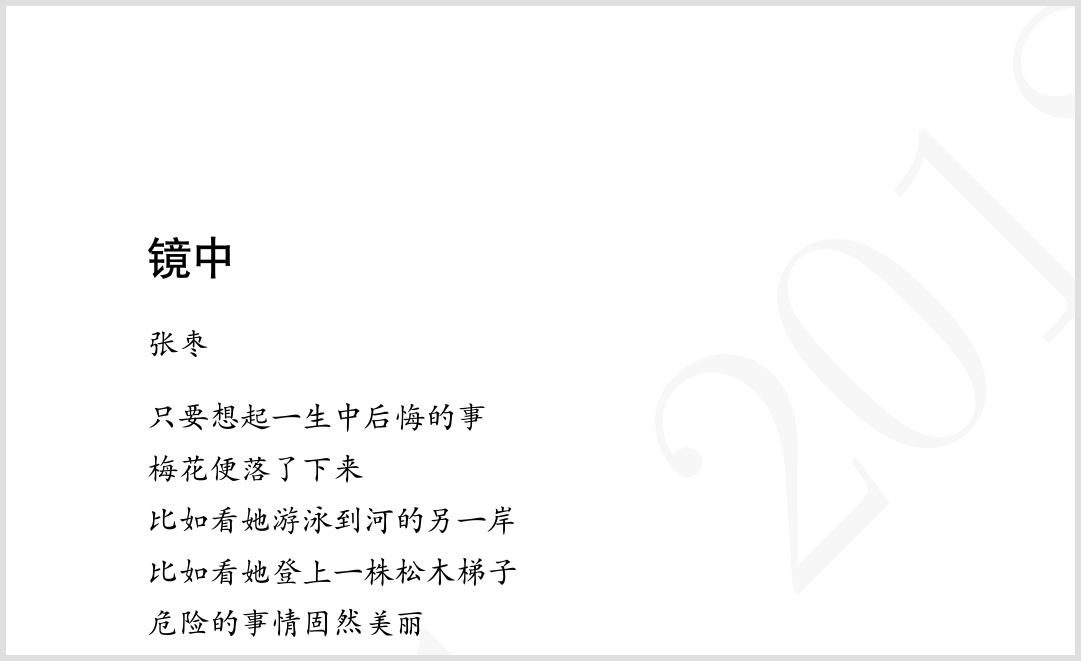 镜中
张枣
只要想起一生中后悔的事
梅花便落了下来
比如看她游泳到河的另一岸
比如看她登上一株松木梯子
危险的事情固然美丽
201